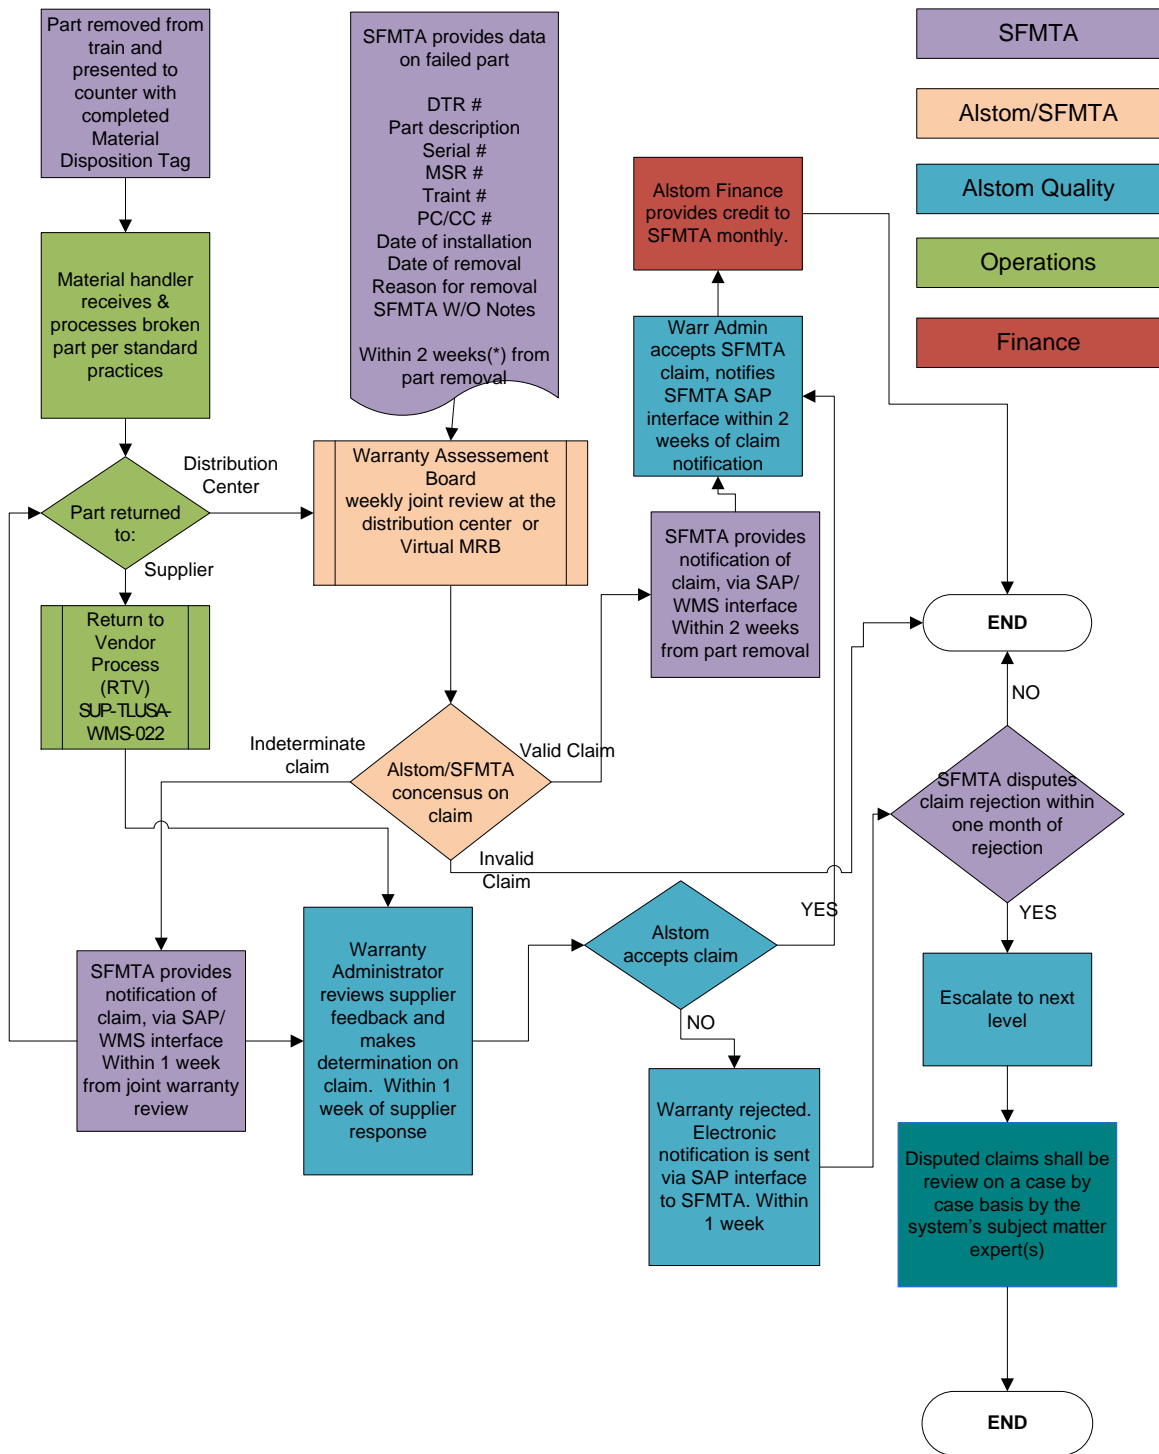 Part removed from
train and
presented to
counter with
completed
Material
Disposition Tag
SFMTA provides data
on failed part
DTR #
Part description
Serial #
MSR #
Traint #
PC/CC #
Date of installation
Date of removal
Reason for removal
SFMTA W/O Notes
Within 2 weeks(*) from
part removal
SFMTA
Alstom/SFMTA
Alstom Quality
Operations
Finance
Alstom Finance
provides credit to
SFMTA monthly.
Material handler
receives &
processes broken
part per standard
practices
Warr Admin
accepts SFMTA
claim, notifies
SFMTA SAP
interface within 2
weeks of claim
notification
Part returned
to:
Distribution
Center
Supplier
Warranty Assessement
Board
weekly joint review at the
distribution center or
Virtual MRB
SFMTA provides
notification of
claim, via SAP/
WMS interface
Within 2 weeks
from part removal
Return to
Vendor
Process
(RTV)
SUP-TLUSA-
WMS-022
END
NO
Indeterminate
claim
Valid Claim
Alstom/SFMTA
concensus on
claim
Invalid
Claim
SFMTA disputes
claim rejection within
one month of
rejection
YES
YES
Alstom
accepts claim
NO
SFMTA provides
notification of
claim, via SAP/
WMS interface
Within 1 week
from joint warranty
review
Warranty
Administrator
reviews supplier
feedback and
makes
determination on
claim. Within 1
week of supplier
response
Escalate to next
level
Warranty rejected.
Electronic
notification is sent
via SAP interface
to SFMTA. Within
1 week
Disputed claims shall be
review on a case by
case basis by the
system's subject matter
expert(s)
END